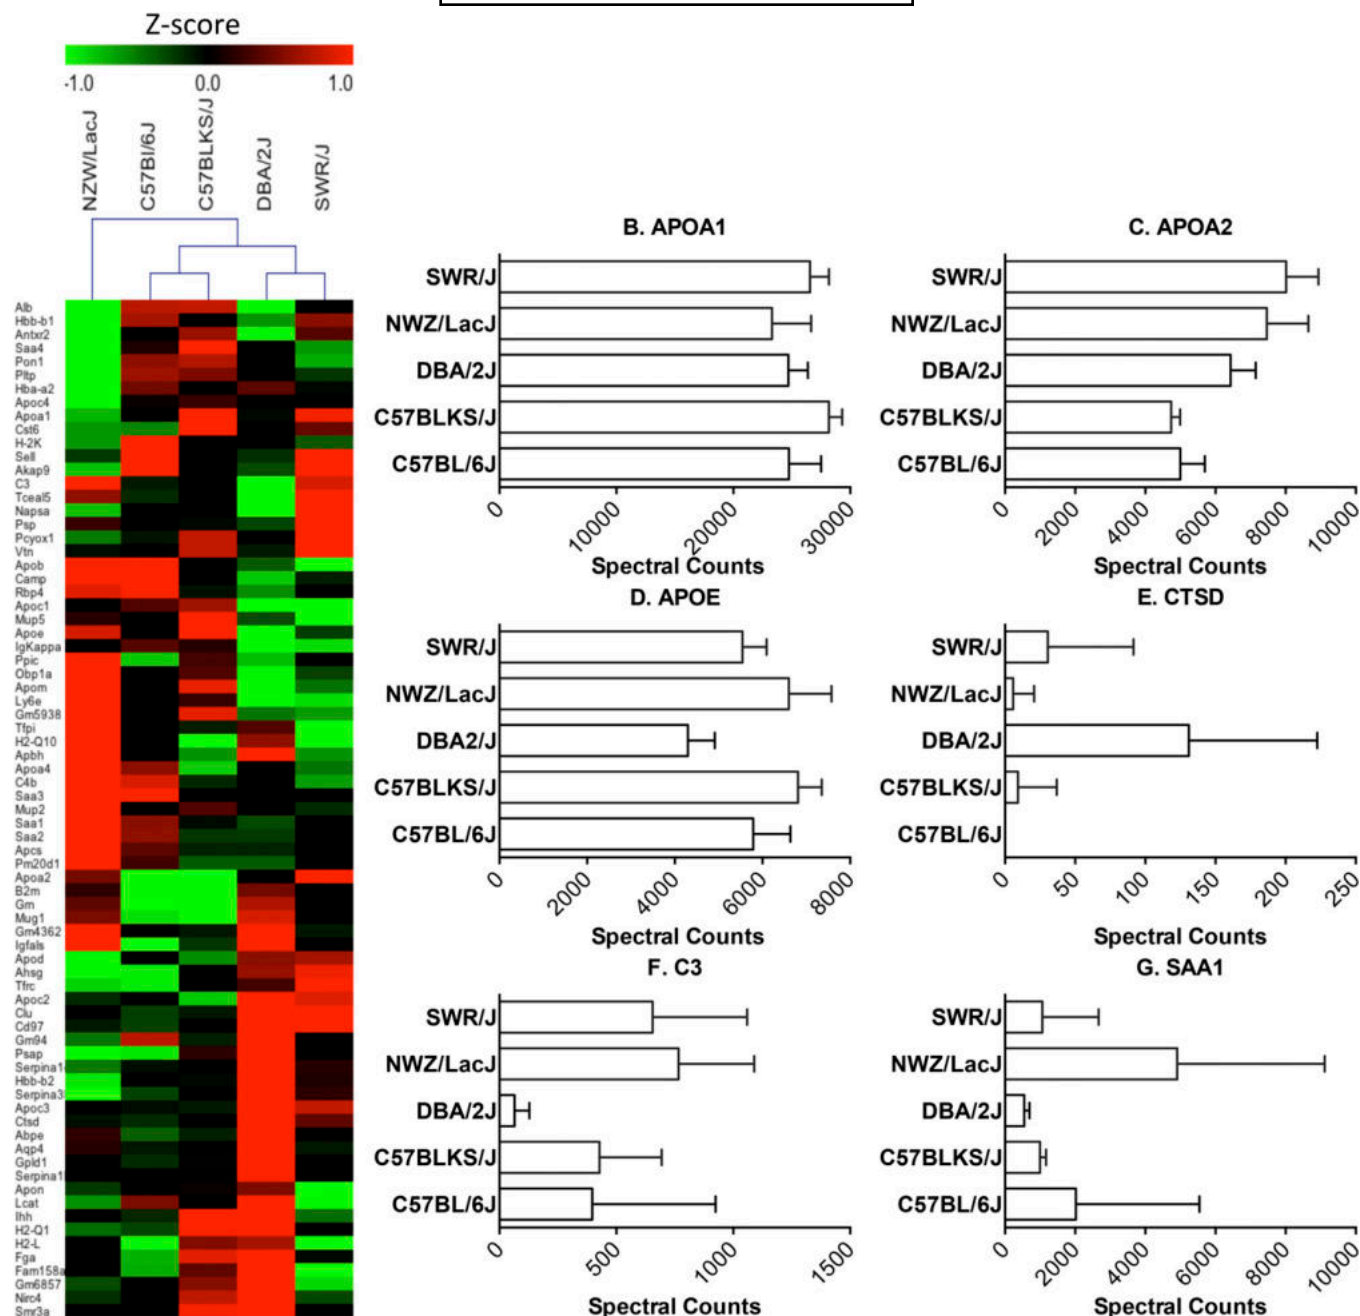 Z-score
-1.0 0.0 1.0
NZW/LacJ
C57Bl/6J
C57BLKS/J
DBA/2J
SWR/J
Alb
Hbb-b1
Antxr2
Saa4
Pon1
Pltp
Hba-a2
Apoc4
Apoa1
Cst6
H-2K
Sell
Akap9
C3
Tceal5
Napsa
Psp
Pcyox1
Vtn
Apob
Camp
Rbp4
Apoc1
Mup5
Apoe
IgKappa
Ppic
Obp1a
Apom
Ly6e
Gm5938
Tfpi
H2-Q10
Apbh
Apoa4
C4b
Saa3
Mup2
Saa1
Saa2
Apcs
Pm20d1
Apoa2
B2m
Grn
Mug1
Gm4362
Igfals
Apod
Ahsg
Tfrc
Apoc2
Clu
Cd97
Gm94
Psap
Serpina1
Hbb-b2
Serpina3
Apoc3
Ctsd
Abpe
Aqp4
Gpld1
Serpina1
Apon
Lcat
Ihh
H2-Q1
H2-L
Fga
Fam158a
Gm6857
Nirc4
Smr3a
B. APOA1
SWR/J
NWZ/LacJ
DBA/2J
C57BLKS/J
C57BL/6J
0 10000 20000 30000
Spectral Counts
C. APOA2
SWR/J
NWZ/LacJ
DBA/2J
C57BLKS/J
C57BL/6J
0 2000 4000 6000 8000 10000
Spectral Counts
D. APOE
SWR/J
NWZ/LacJ
DBA2/J
C57BLKS/J
C57BL/6J
0 2000 4000 6000 8000
Spectral Counts
E. CTSD
SWR/J
NWZ/LacJ
DBA/2J
C57BLKS/J
C57BL/6J
0 50 100 150 200 250
Spectral Counts
F. C3
SWR/J
NWZ/LacJ
DBA/2J
C57BLKS/J
C57BL/6J
0 500 1000 1500
Spectral Counts
G. SAA1
SWR/J
NWZ/LacJ
DBA/2J
C57BLKS/J
C57BL/6J
0 2000 4000 6000 8000 10000
Spectral Counts